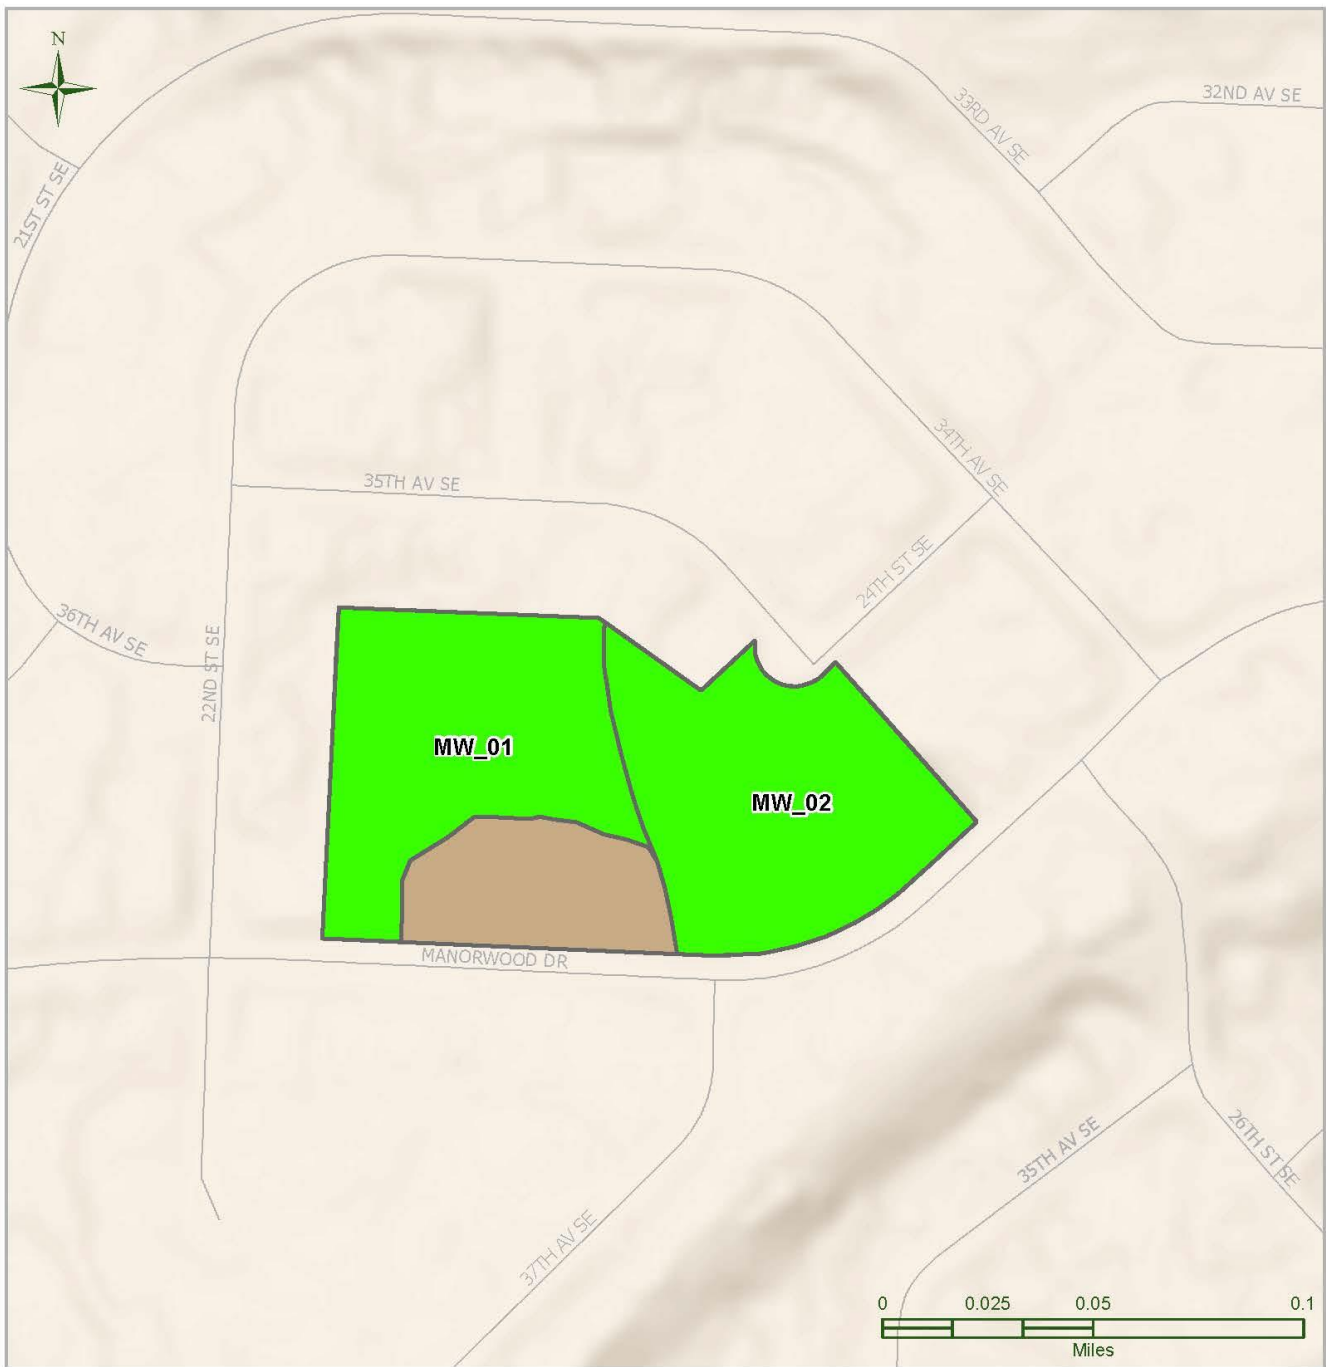 N
32ND AV SE
33RD AV SE
21ST ST SE
34TH AV SE
35TH AV SE
24TH ST SE
36TH AV SE
22ND ST SE
MW_01
MW_02
MANORWOOD DR
35TH AV SE
26TH ST SE
37TH AV SE
0 0.025 0.05 0.1
Miles